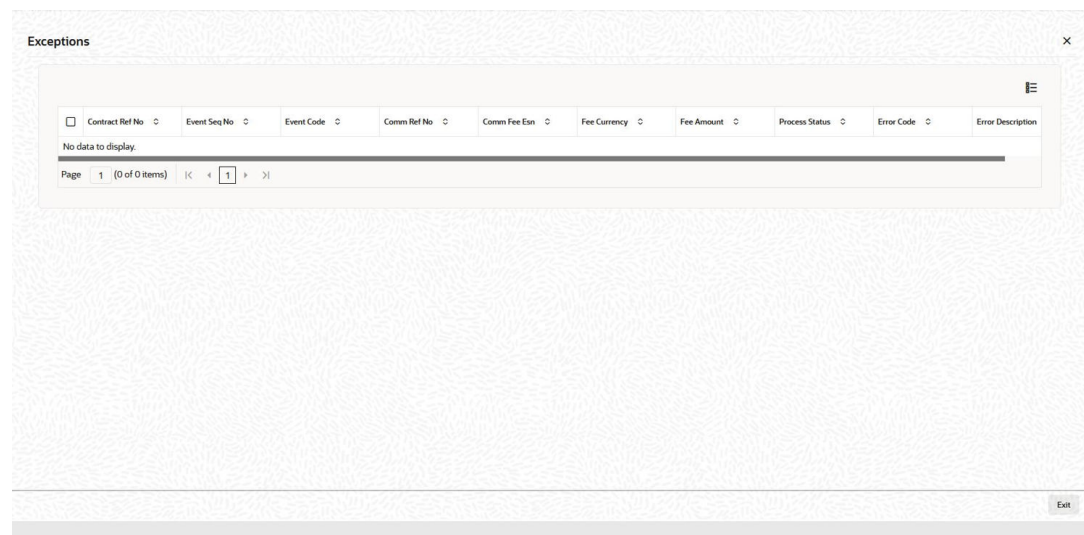 Exceptions
Contract Ref No Event Seq No Event Code Comm Ref No Comm Fee Esn Fee Currency Fee Amount Process Status Error Code Error Description
No data to display.
Page 1 (0 of 0 items) 1
Exit